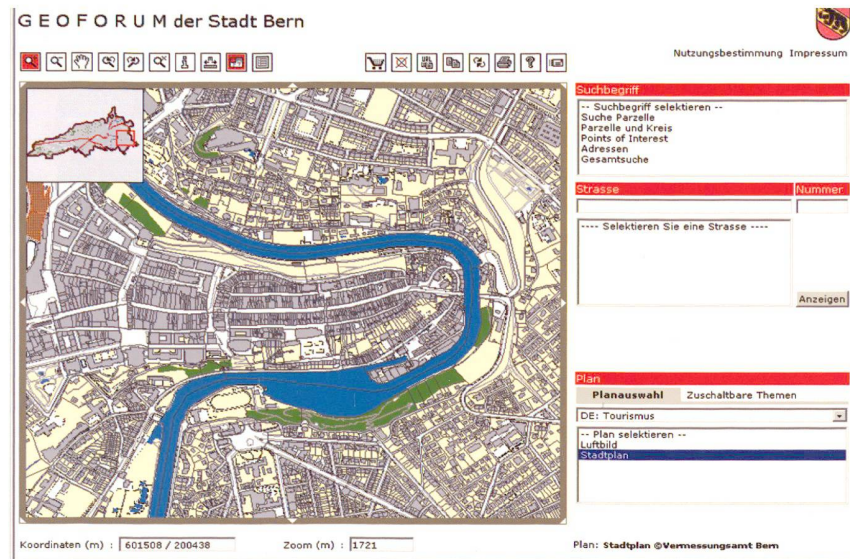 GEOFORUM der Stadt Bern
Nutzungsbestimmung Impressum
Suchbegriff
-- Suchbegriff selektieren --
Suche Parzelle
Parzelle und Kreis
Points of Interest
Adressen
Gesamtsuche
Strasse Nummer
---- Selektieren Sie eine Strasse ----
Anzeigen
Plan
Planauswahl Zuschaltbare Themen
DE: Tourismus
-- Plan selektieren --
Luftbild
Stadtplan
Koordinaten (m) : 601508 / 200438 Zoom (m) : 1721 Plan: Stadtplan ©Vermessungsamt Bern